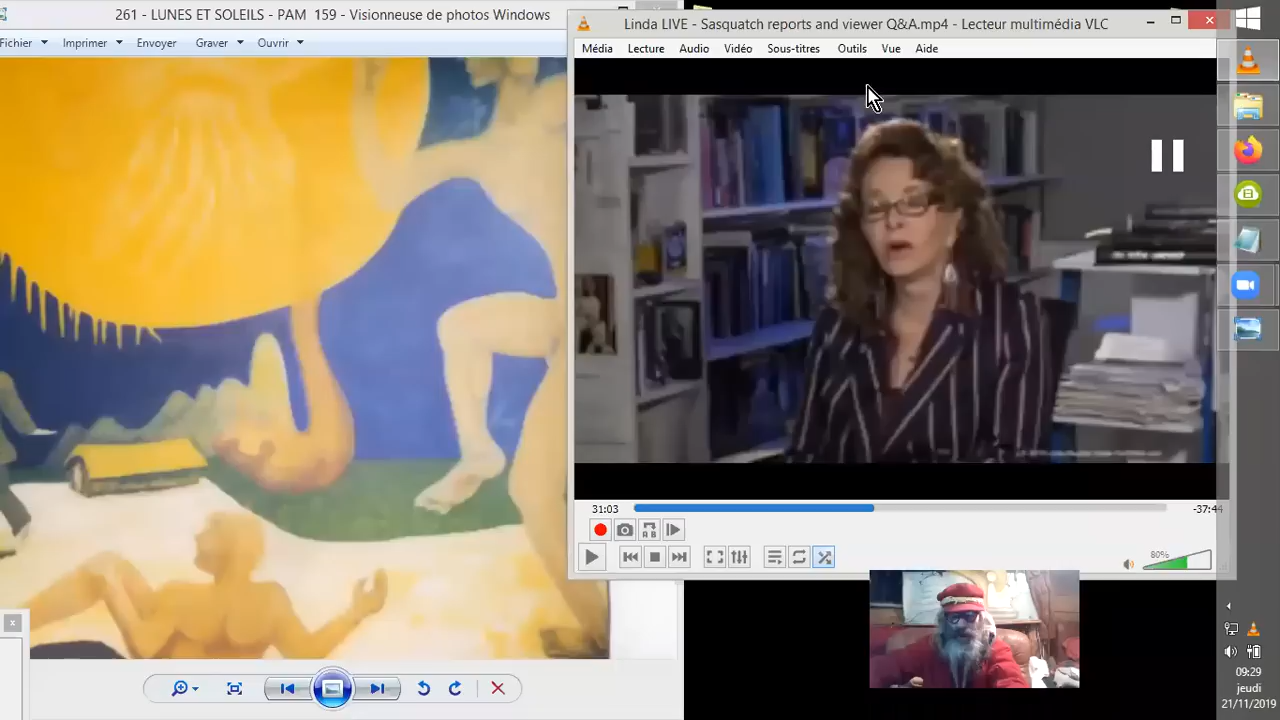 261 - LUNES ET SOLEILS - PAM 159 - Visionneuse de photos Windows
Fichier Imprimer Envoyer Graver Ouvrir
Linda LIVE - Sasquatch reports and viewer Q&A.mp4 - Lecteur multimédia VLC
Média Lecture Audio Vidéo Sous-titres Outils Vue Aide
31:03
-37:44
A B
80%
x
09:29
jeudi
21/11/2019